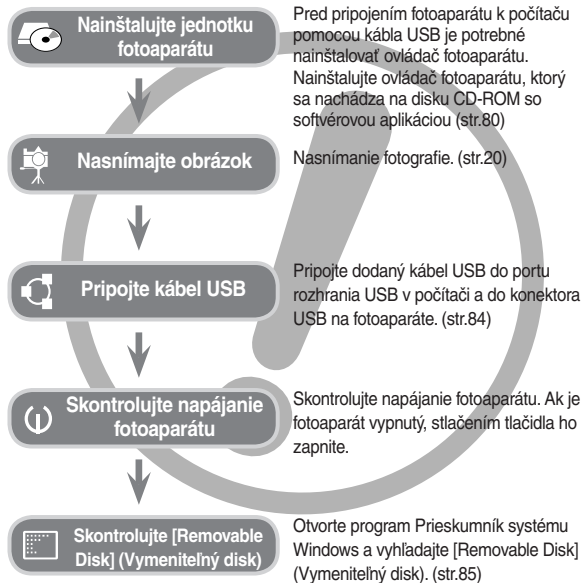 Nainštalujte jednotku
fotoaparátu
Pred pripojením fotoaparátu k počítaču
pomocou kábla USB je potrebné
nainštalovať ovládač fotoaparátu.
Nainštalujte ovládač fotoaparátu, ktorý
sa nachádza na disku CD-ROM so
softvérovou aplikáciou (str.80)
Nasnímajte obrázok
Nasnímanie fotografie. (str.20)
Pripojte kábel USB
Pripojte dodaný kábel USB do portu
rozhrania USB v počítači a do konektora
USB na fotoaparáte. (str.84)
Skontrolujte napájanie
fotoaparátu
Skontrolujte napájanie fotoaparátu. Ak je
fotoaparát vypnutý, stlačením tlačidla ho
zapnite.
Skontrolujte [Removable
Disk] (Vymeniteľný disk)
Otvorte program Prieskumník systému
Windows a vyhľadajte [Removable Disk]
(Vymeniteľný disk). (str.85)